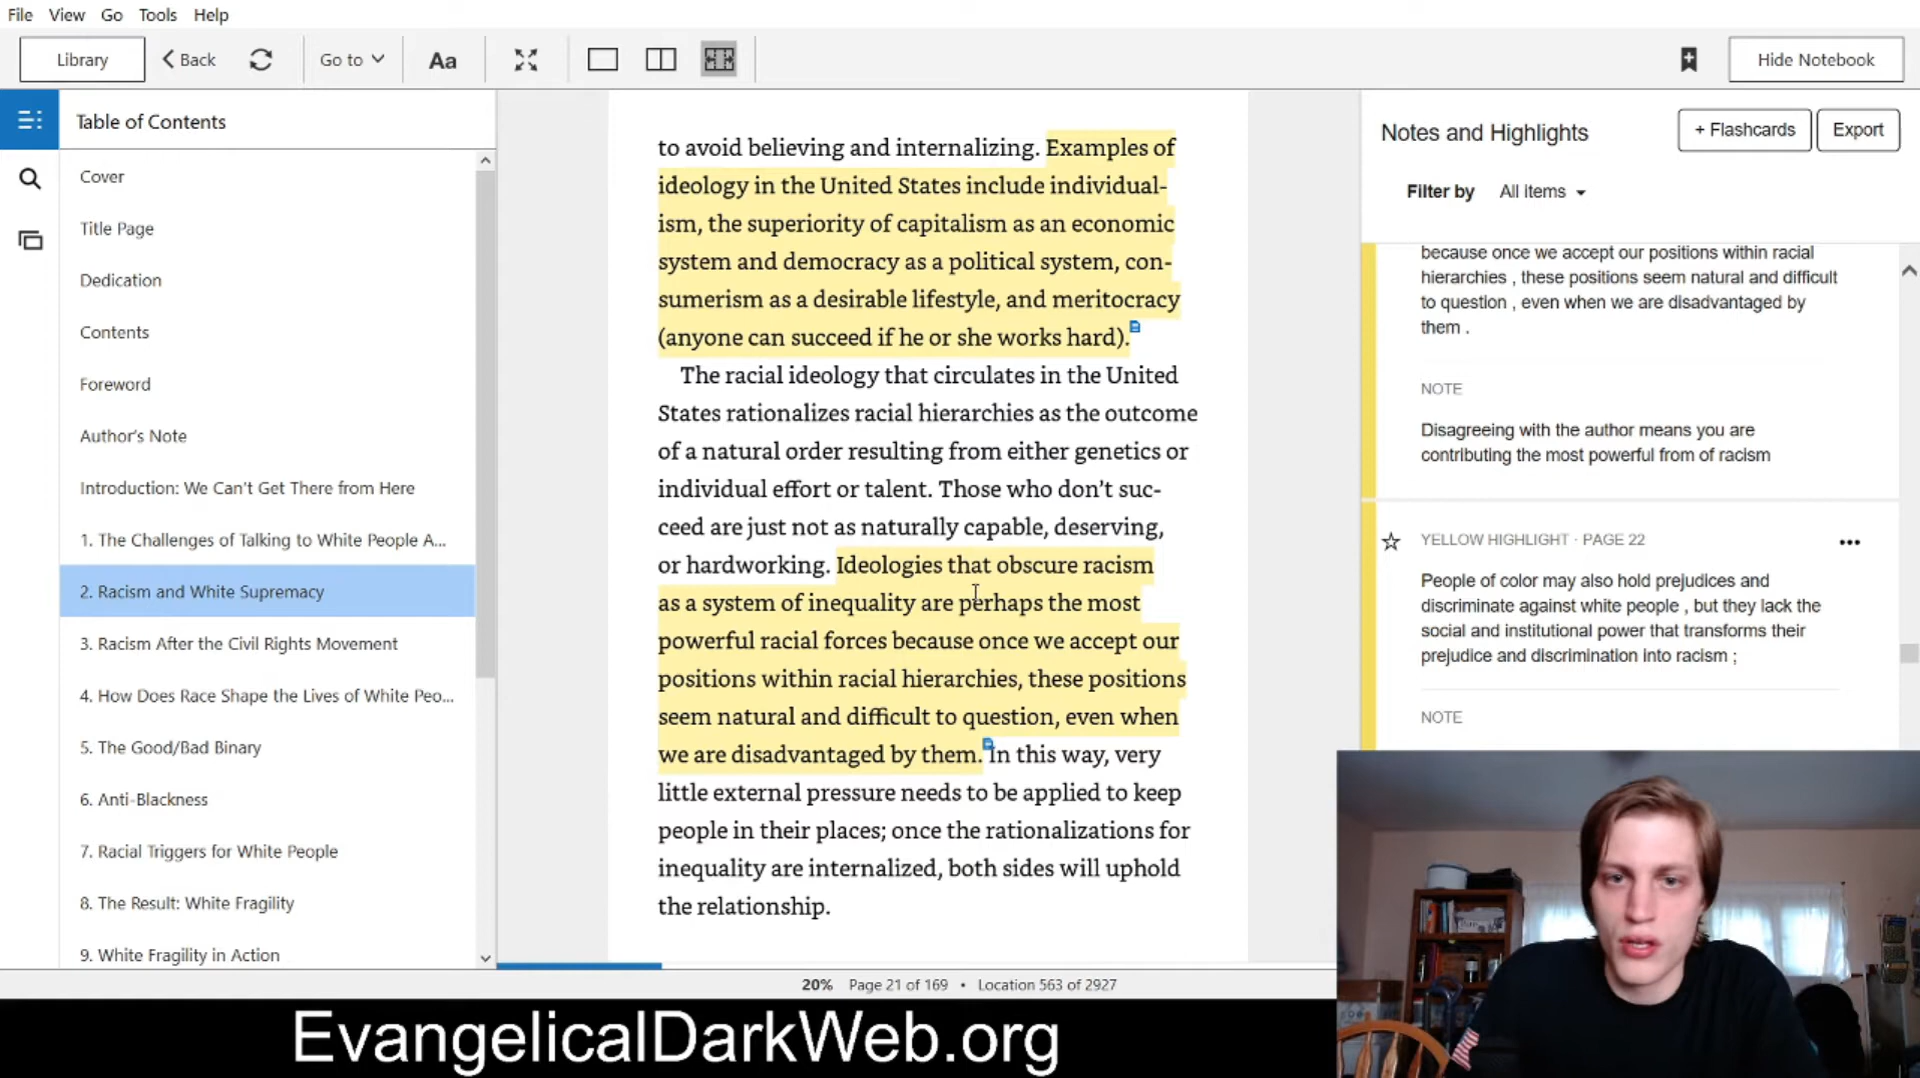 File View Go Tools Help
Library Back Go to Aa Hide Notebook
Table of Contents
Cover
Title Page
Dedication
Contents
Foreword
Author's Note
Introduction: We Can't Get There from Here
1. The Challenges of Talking to White People A...
2. Racism and White Supremacy
3. Racism After the Civil Rights Movement
4. How Does Race Shape the Lives of White Peo...
5. The Good/Bad Binary
6. Anti-Blackness
7. Racial Triggers for White People
8. The Result: White Fragility
9. White Fragility in Action
to avoid believing and internalizing. Examples of
ideology in the United States include individual-
ism, the superiority of capitalism as an economic
system and democracy as a political system, con-
sumerism as a desirable lifestyle, and meritocracy
(anyone can succeed if he or she works hard).
The racial ideology that circulates in the United
States rationalizes racial hierarchies as the outcome
of a natural order resulting from either genetics or
individual effort or talent. Those who don't suc-
ceed are just not as naturally capable, deserving,
or hardworking. Ideologies that obscure racism
as a system of inequality are perhaps the most
powerful racial forces because once we accept our
positions within racial hierarchies, these positions
seem natural and difficult to question, even when
we are disadvantaged by them. In this way, very
little external pressure needs to be applied to keep
people in their places; once the rationalizations for
inequality are internalized, both sides will uphold
the relationship.
20% Page 21 of 169 • Location 563 of 2927
Notes and Highlights
+ Flashcards
Export
Filter by All items
because once we accept our positions within racial
hierarchies , these positions seem natural and difficult
to question , even when we are disadvantaged by
them .
NOTE
Disagreeing with the author means you are
contributing the most powerful from of racism
YELLOW HIGHLIGHT · PAGE 22
People of color may also hold prejudices and
discriminate against white people , but they lack the
social and institutional power that transforms their
prejudice and discrimination into racism ;
NOTE
EvangelicalDarkWeb.org